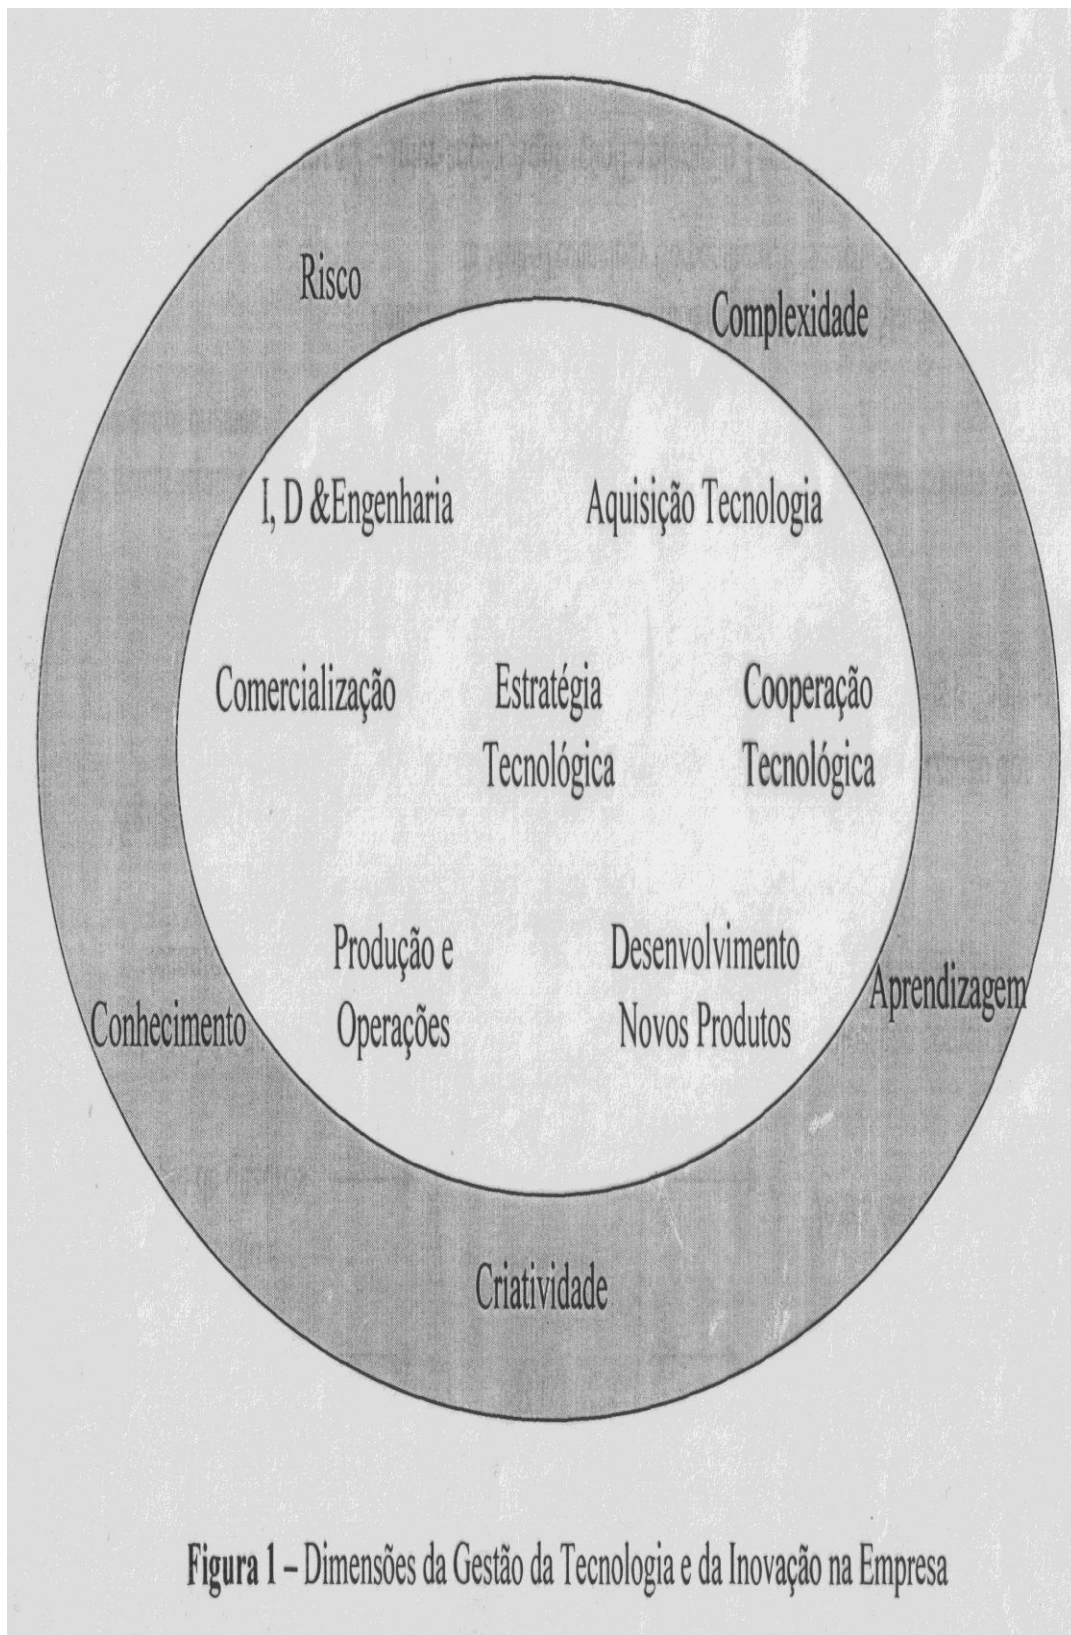 Risco
Complexidade
I, D &Engenharia
Aquisição Tecnologia
Comercialização
Estratégia
Tecnológica
Cooperação
Tecnológica
Produção e
Operações
Desenvolvimento
Novos Produtos
Conhecimento
Aprendizagem
Criatividade
Figura 1 – Dimensões da Gestão da Tecnologia e da Inovação na Empresa